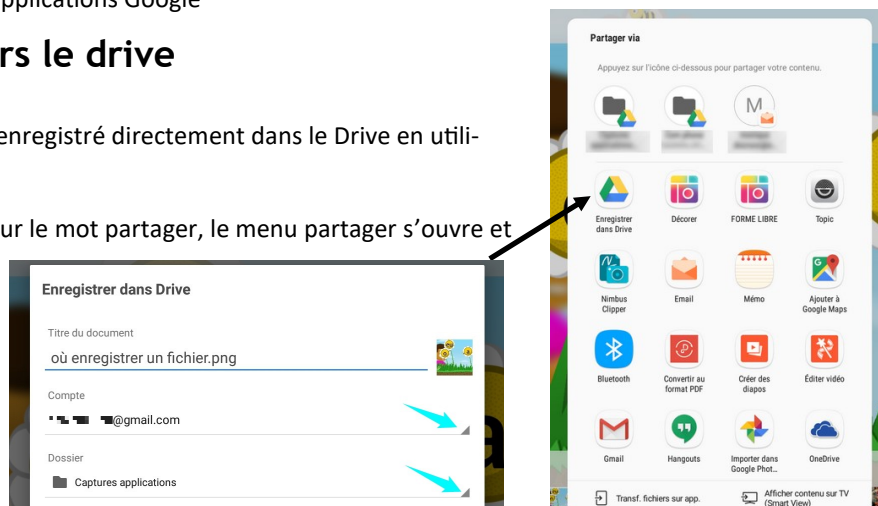 pplications Google
rs le drive
enregistré directement dans le Drive en utili-
ur le mot partager, le menu partager s'ouvre et
Enregistrer dans Drive
Titre du document
où enregistrer un fichier.png
Compte
@gmail.com
Dossier
Captures applications
Partager via
Appuyez sur l'icône ci-dessous pour partager votre contenu.
M
Enregistrer
dans Drive
Décorer
FORME LIBRE
Topic
Nimbus
Clipper
Email
Mémo
Ajouter à
Google Maps
Bluetooth
Convertir au
format PDF
Créer des
diapos
Éditer vidéo
Gmail
Hangouts
Importer dans
Google Phot...
OneDrive
Transf. fichiers sur app.
Afficher contenu sur TV
(Smart View)